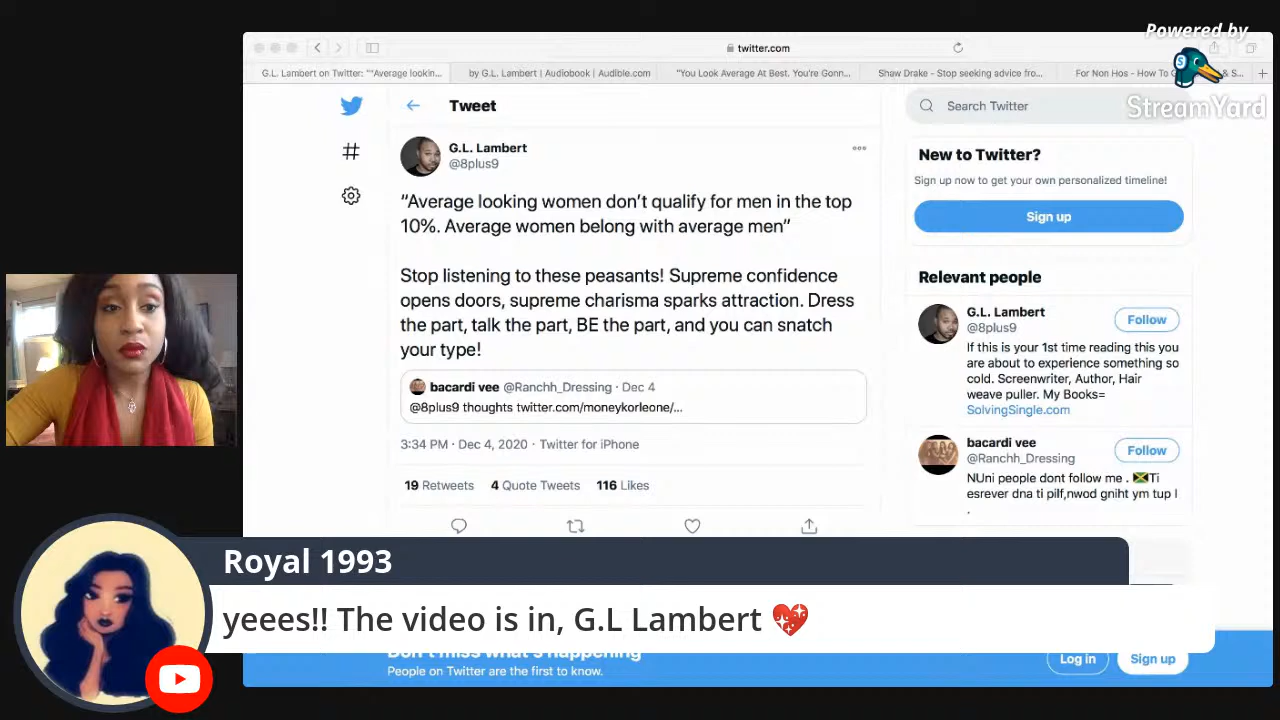 Powered by
StreamYard
twitter.com
G.L. Lambert on Twitter: "“Average lookin...
by G.L. Lambert | Audiobook | Audible.com
"You Look Average At Best. You're Gonn...
Shaw Drake - Stop seeking advice fro...
For Non Hos - How To
Tweet
Search Twitter
G.L. Lambert
@8plus9
“Average looking women don’t qualify for men in the top
10%. Average women belong with average men”
Stop listening to these peasants! Supreme confidence
opens doors, supreme charisma sparks attraction. Dress
the part, talk the part, BE the part, and you can snatch
your type!
bacardi vee @Ranchh_Dressing · Dec 4
@8plus9 thoughts twitter.com/moneykorleone/...
3:34 PM · Dec 4, 2020 · Twitter for iPhone
19 Retweets 4 Quote Tweets 116 Likes
New to Twitter?
Sign up now to get your own personalized timeline!
Sign up
Relevant people
G.L. Lambert
@8plus9
Follow
If this is your 1st time reading this you
are about to experience something so
cold. Screenwriter, Author, Hair
weave puller. My Books=
SolvingSingle.com
bacardi vee
@Ranchh_Dressing
Follow
NUni people dont follow me . 🇯🇲Ti
esrever dna ti pilf,nwod gniht ym tup I
.
Royal 1993
yeees!! The video is in, G.L Lambert 💖
Don't miss what's happening
People on Twitter are the first to know.
Log in
Sign up